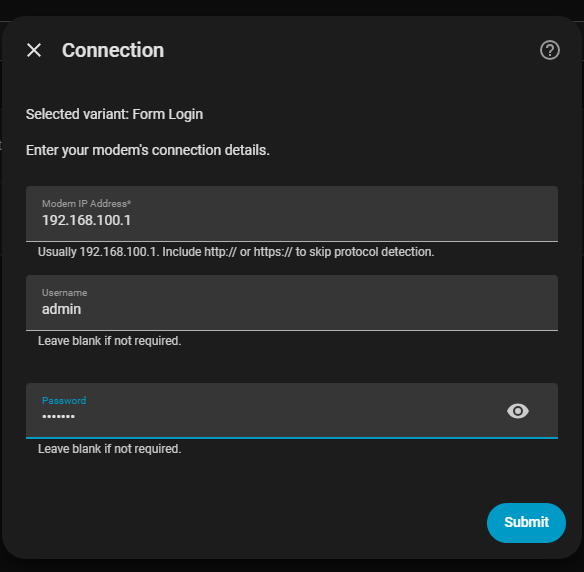 Connection
Selected variant: Form Login
Enter your modem's connection details.
Modem IP Address*
192.168.100.1
Usually 192.168.100.1. Include http:// or https:// to skip protocol detection.
Username
admin
Leave blank if not required.
Password
•••••••
Leave blank if not required.
Submit